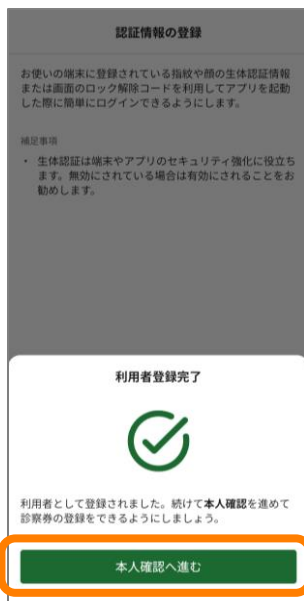 認証情報の登録
お使いの端末に登録されている指紋や顔の生体認証情報
または画面のロック解除コードを利用してアプリを起動
した際に簡単にログインできるようにします。
補足事項
・ 生体認証は端末やアプリのセキュリティ強化に役立ち
ます。無効にされている場合は有効にされることをお
勧めします。
利用者登録完了
利用者として登録されました。続けて本人確認を進めて
診察券の登録をできるようにしましょう。
本人確認へ進む